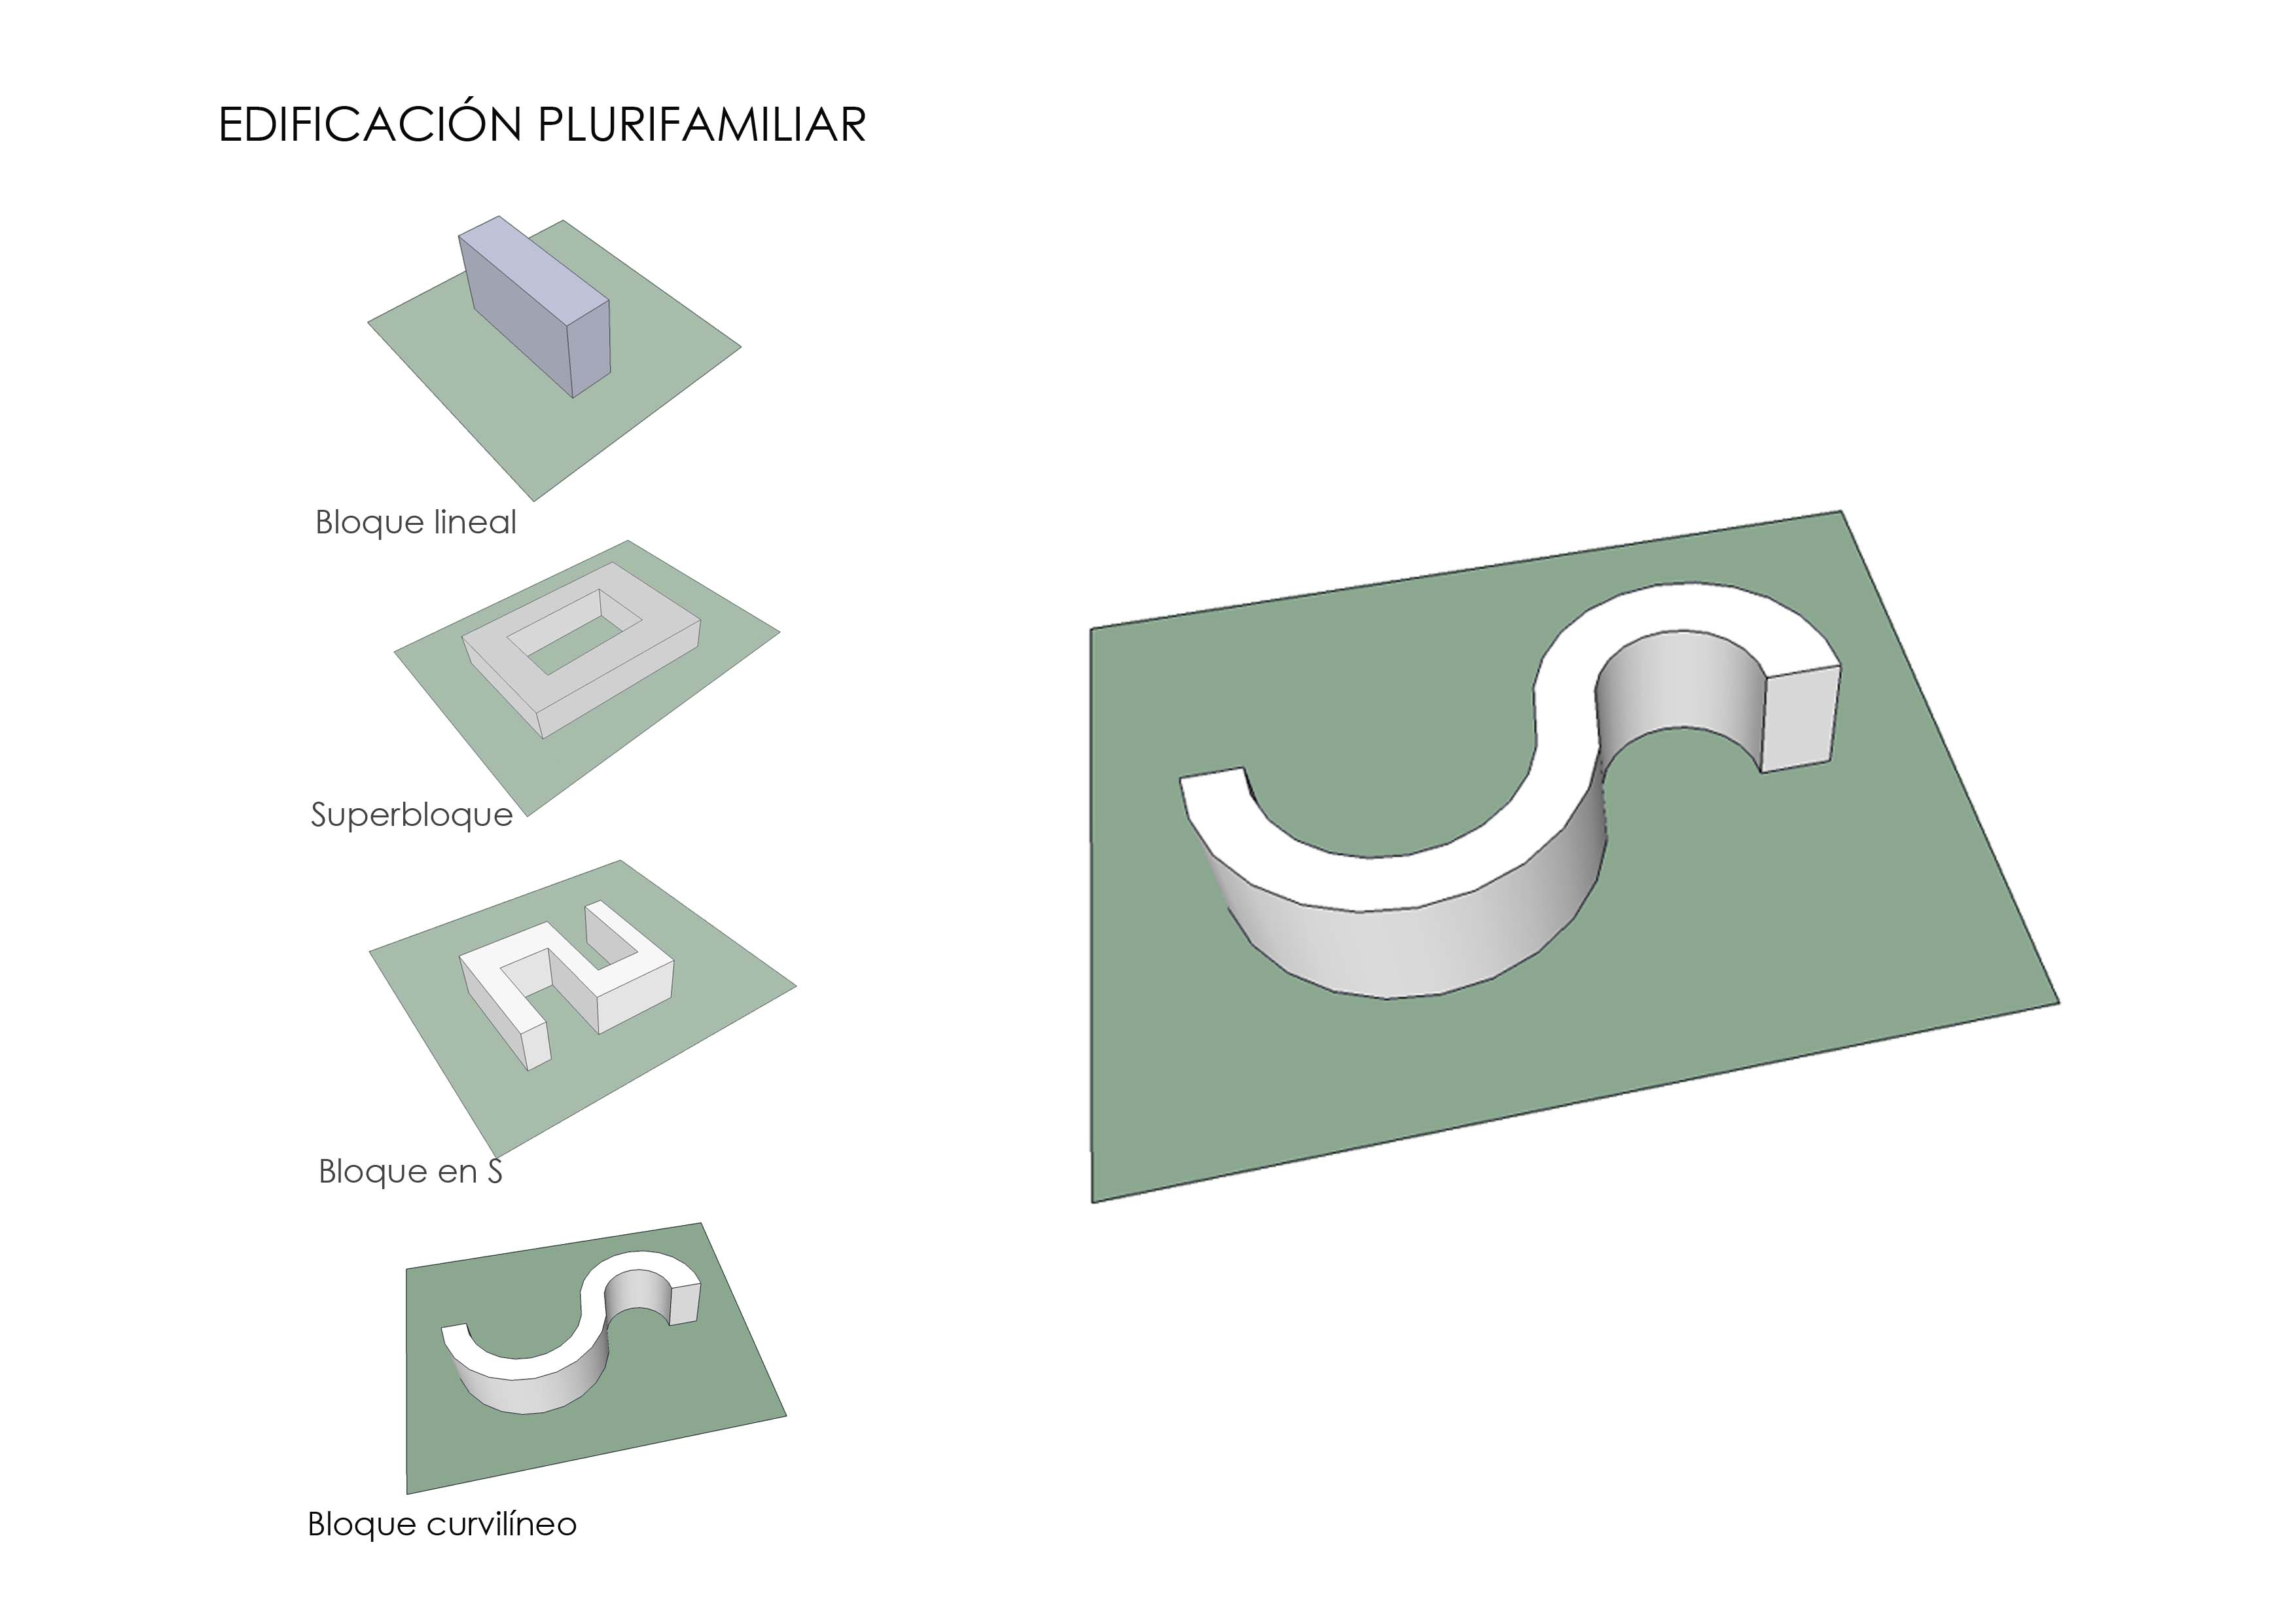 EDIFICACIÓN PLURIFAMILIAR
Bloque lineal
Superbloque
Bloque en S
Bloque curvilíneo